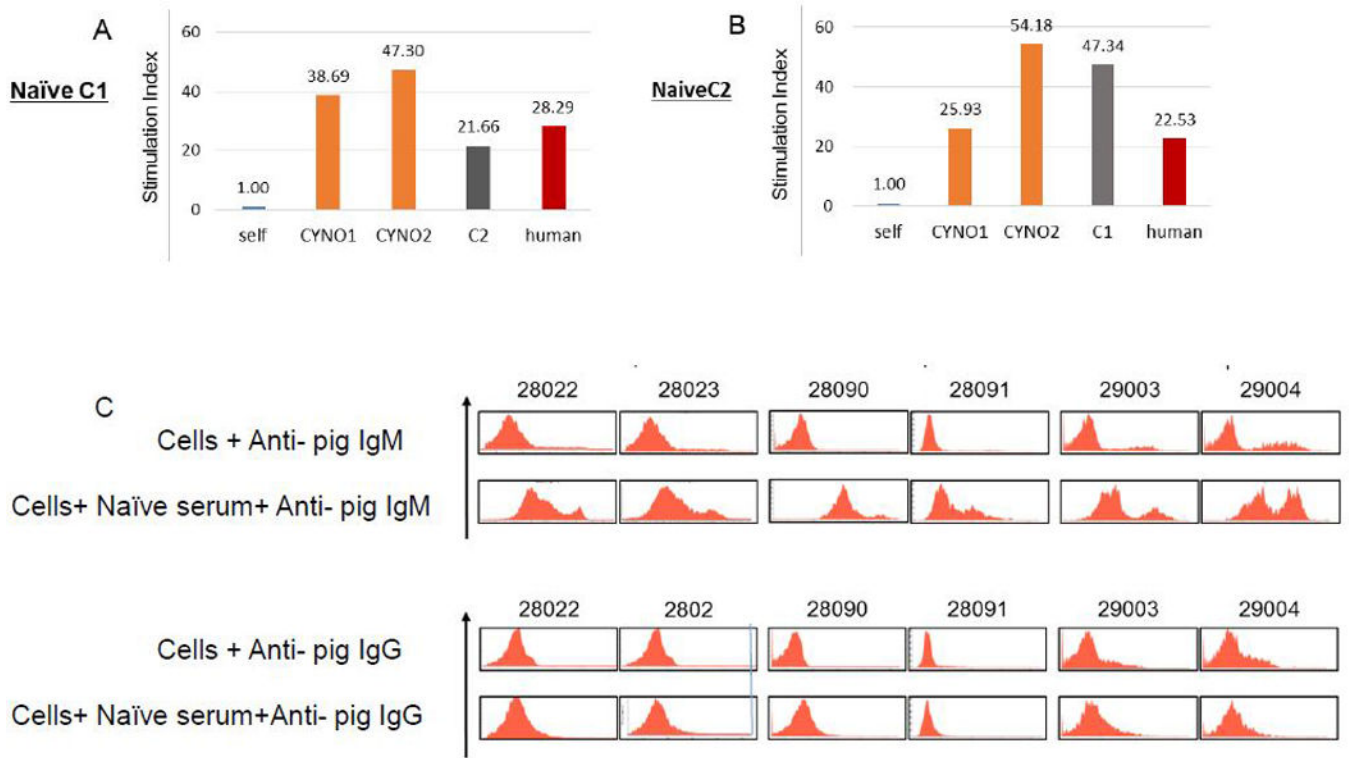 A
Naïve C1
Stimulation Index
60
40
20
0
1.00
38.69
47.30
21.66
28.29
self CYNO1 CYNO2 C2 human
B
NaiveC2
Stimulation Index
60
40
20
0
1.00
25.93
54.18
47.34
22.53
self CYNO1 CYNO2 C1 human
C
28022 28023 28090 28091 29003 29004
Cells + Anti- pig IgM
Cells+ Naïve serum+ Anti- pig IgM
28022 2802 28090 28091 29003 29004
Cells + Anti- pig IgG
Cells+ Naïve serum+Anti- pig IgG